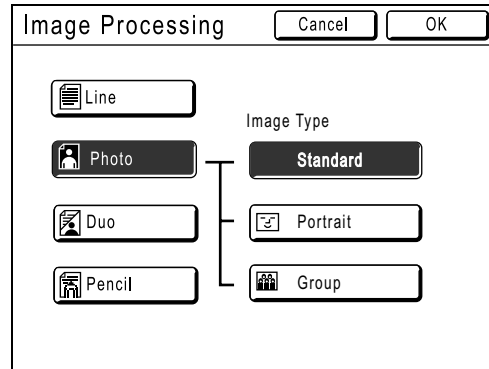 Image Processing Cancel OK
Line
Image Type
Photo Standard
Duo Portrait
Pencil Group